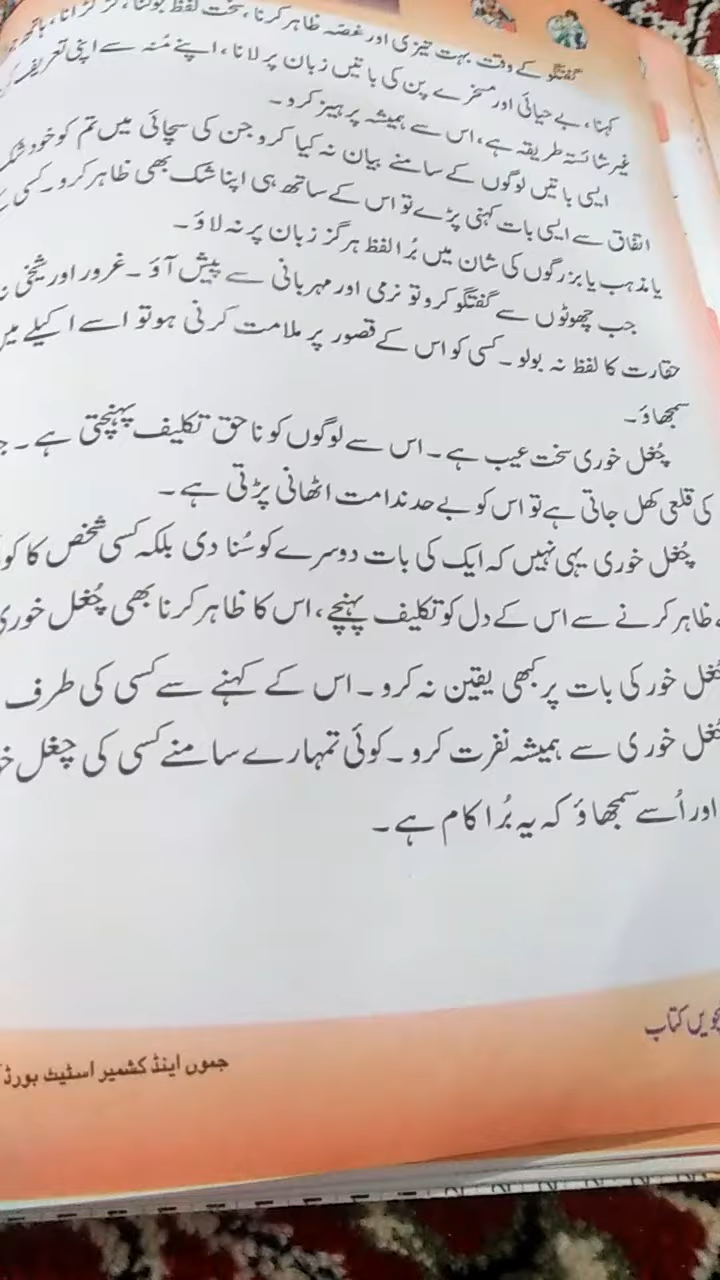 گفتگو کے وقت بہت تیزی اور غصہ ظاہر کرنا، سخت لفظ بولنا،
کہنا، بے حیائی اور مسخرے پن کی باتیں زبان پر لانا، اپنے مُنہ سے اپنی تعریف
غیر شائستہ طریقہ ہے، اس سے ہمیشہ پرہیز کرو۔
ایسی باتیں لوگوں کے سامنے بیان نہ کیا کرو جن کی سچائی میں تم کو خود شک
اتفاق سے ایسی بات کہنی پڑے تو اس کے ساتھ ہی اپنا شک بھی ظاہر کرو۔ کسی
یا مذہب یا بزرگوں کی شان میں بُرا لفظ ہرگز زبان پر نہ لاؤ۔
جب چھوٹوں سے گفتگو کرو تو نرمی اور مہربانی سے پیش آؤ۔ غرور اور شیخی
حقارت کا لفظ نہ بولو۔ کسی کو اس کے قصور پر ملامت کرنی ہو تو اسے اکیلے میں
سمجھاؤ۔
چُغل خوری سخت عیب ہے۔ اس سے لوگوں کو ناحق تکلیف پہنچتی ہے۔
کی قلعی کھل جاتی ہے تو اس کو بے حد ندامت اٹھانی پڑتی ہے۔
چُغل خوری یہی نہیں کہ ایک کی بات دوسرے کو سُنا دی بلکہ کسی شخص کا
ظاہر کرنے سے اس کے دل کو تکلیف پہنچے، اس کا ظاہر کرنا بھی چُغل خوری
چُغل خور کی بات پر کبھی یقین نہ کرو۔ اس کے کہنے سے کسی کی طرف
چُغل خوری سے ہمیشہ نفرت کرو۔ کوئی تمہارے سامنے کسی کی چغل
اور اُسے سمجھاؤ کہ یہ بُرا کام ہے۔
کتاب
جموں اینڈ کشمیر اسٹیٹ بورڈ